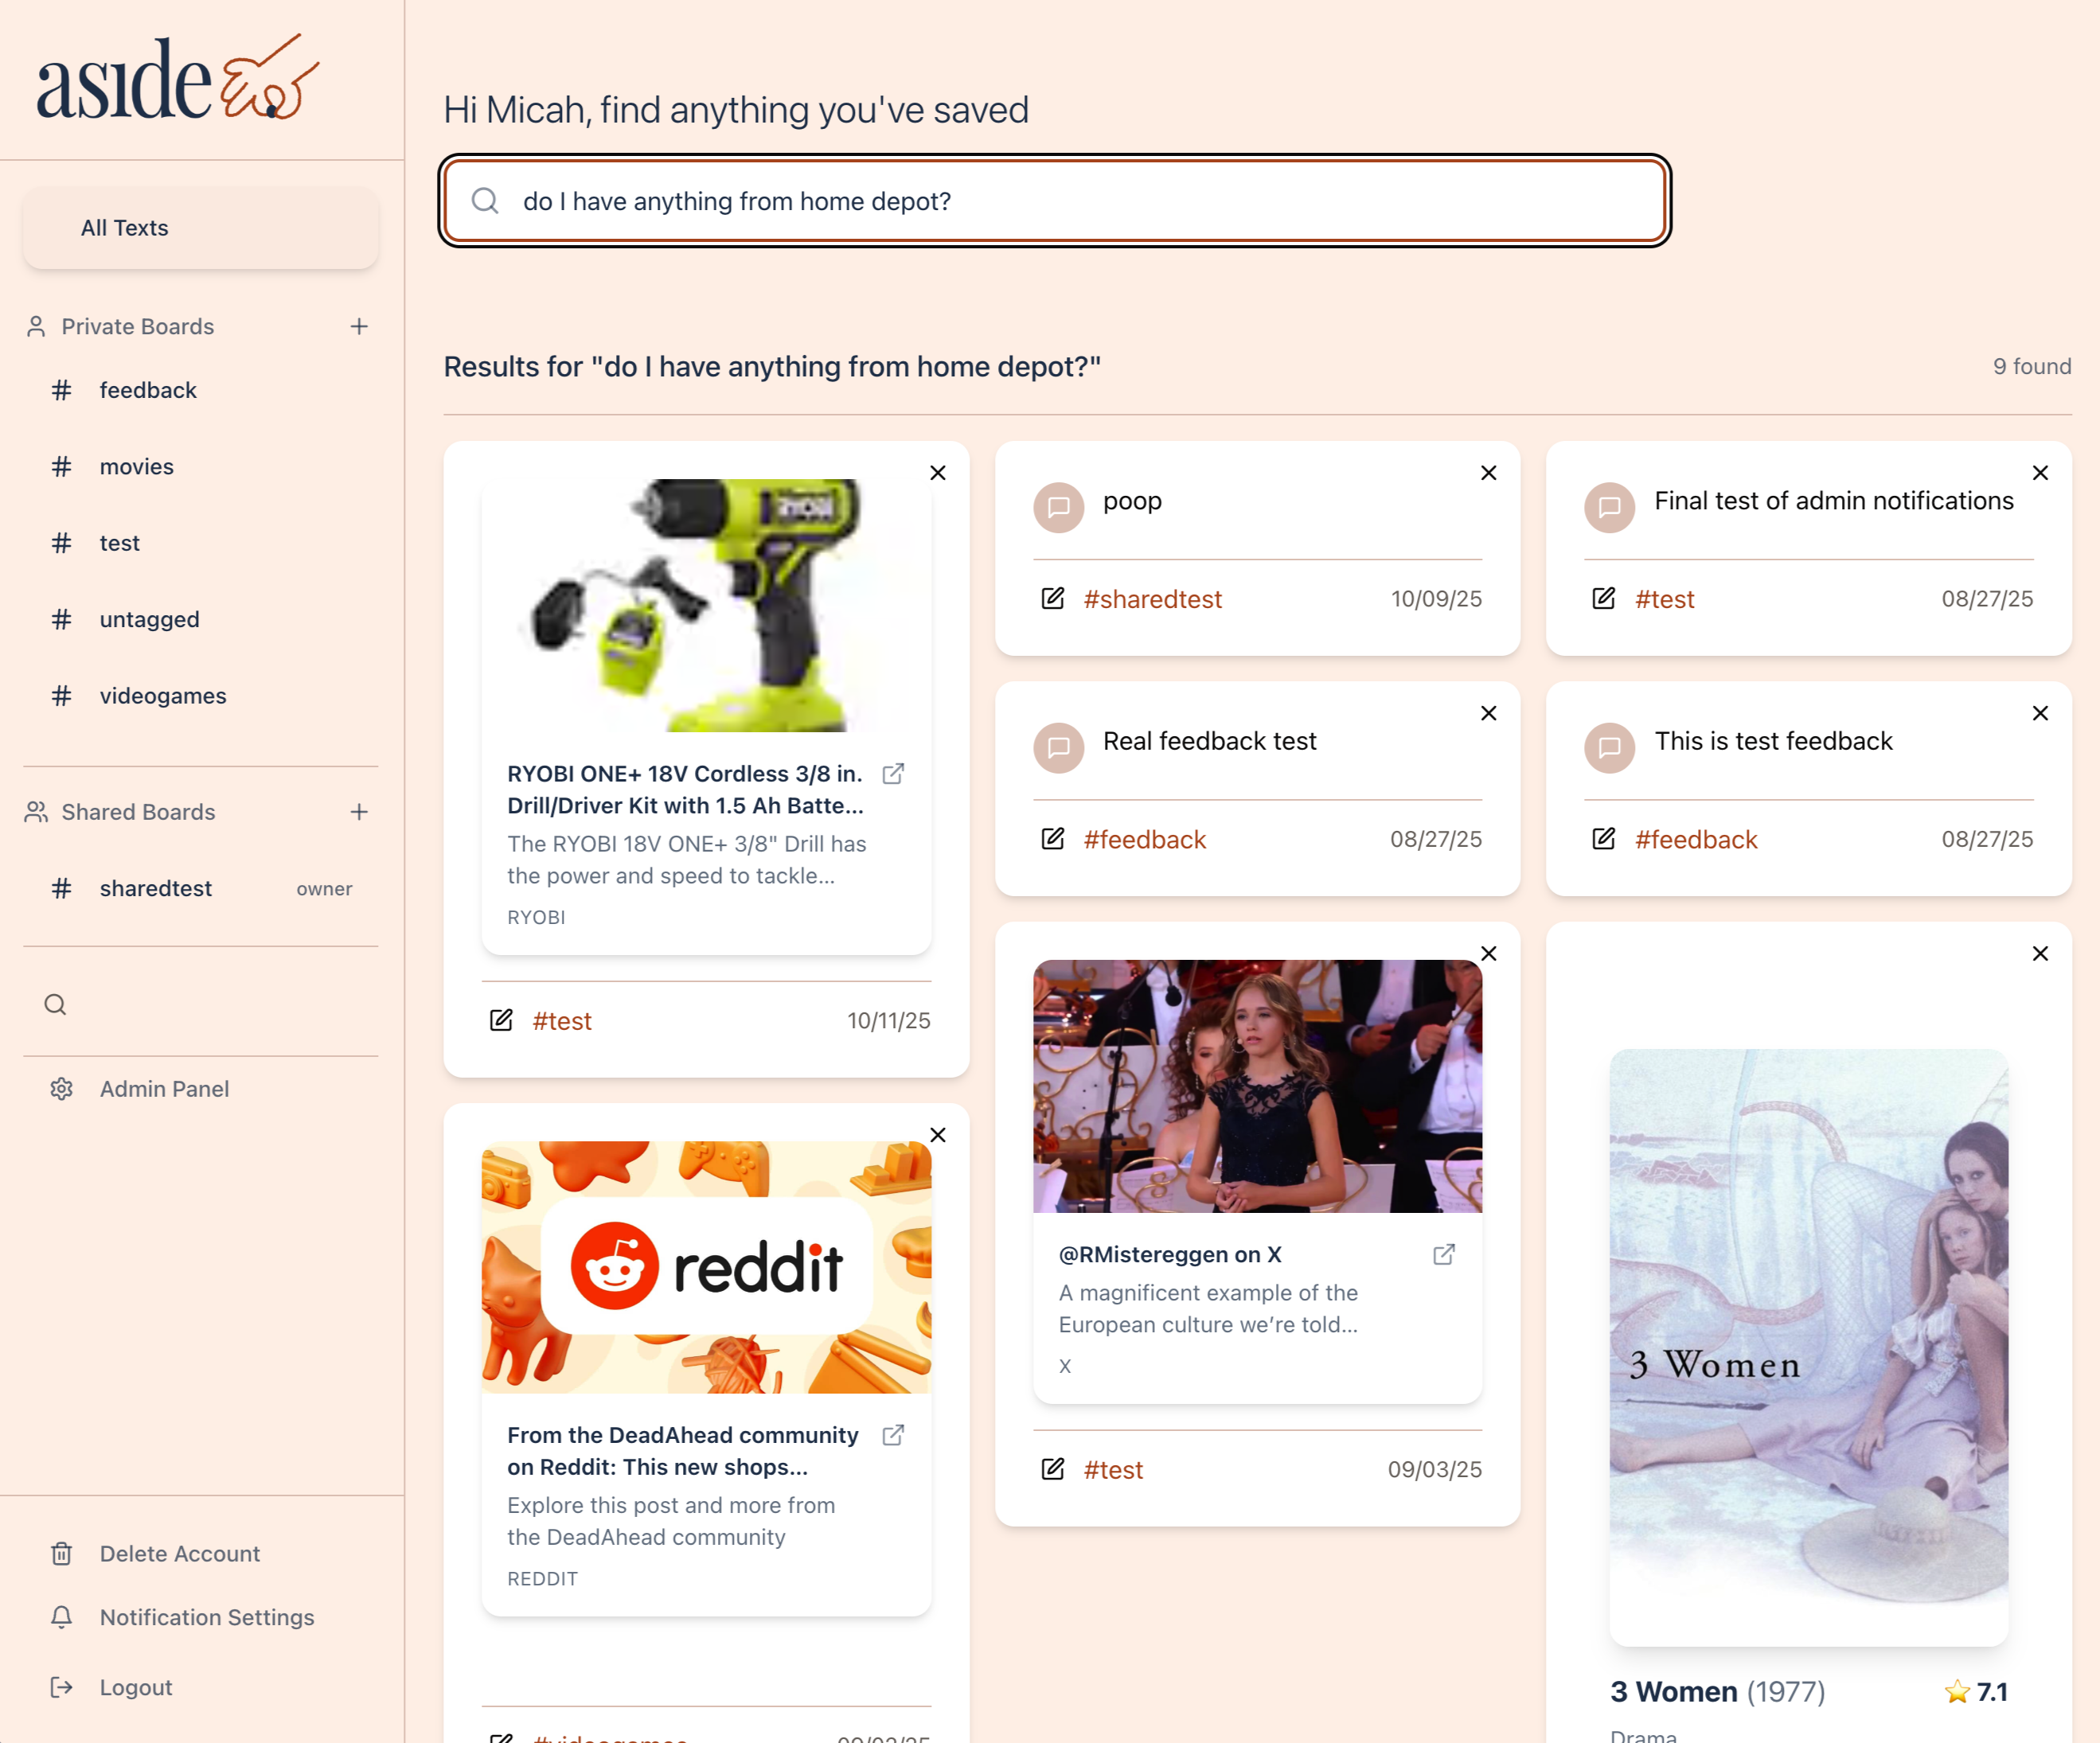 aside
All Texts
Private Boards
# feedback
# movies
# test
# untagged
# videogames
Shared Boards
# sharedtest owner
Admin Panel
Delete Account
Notification Settings
Logout
Hi Micah, find anything you've saved
do I have anything from home depot?
Results for "do I have anything from home depot?"
9 found
RYOBI
RYOBI ONE+ 18V Cordless 3/8 in.
Drill/Driver Kit with 1.5 Ah Batte...
The RYOBI 18V ONE+ 3/8" Drill has
the power and speed to tackle...
RYOBI
#test 10/11/25
reddit
From the DeadAhead community
on Reddit: This new shops...
Explore this post and more from
the DeadAhead community
REDDIT
#videogames 09/03/25
poop
#sharedtest 10/09/25
Real feedback test
#feedback 08/27/25
@RMistereggen on X
A magnificent example of the
European culture we’re told...
X
#test 09/03/25
Final test of admin notifications
#test 08/27/25
This is test feedback
#feedback 08/27/25
3 Women
3 Women (1977) 7.1
Drama